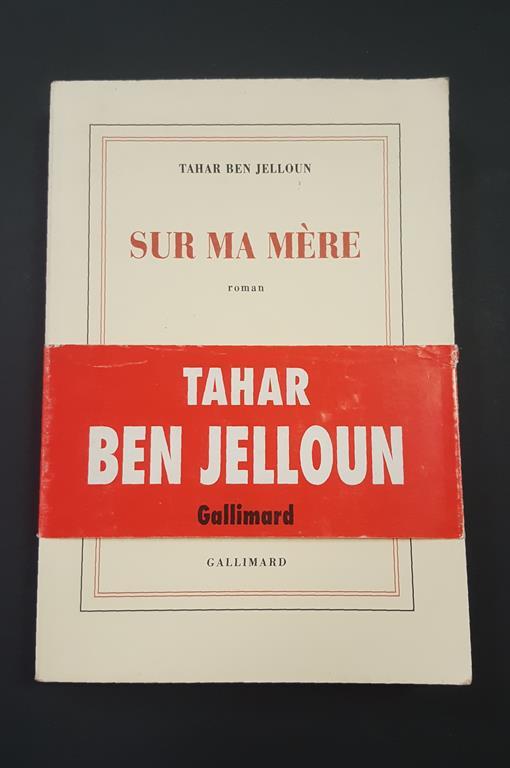 TAHAR BEN JELLOUN
SUR MA MÈRE
roman
TAHAR
BEN JELLOUN
Gallimard
GALLIMARD